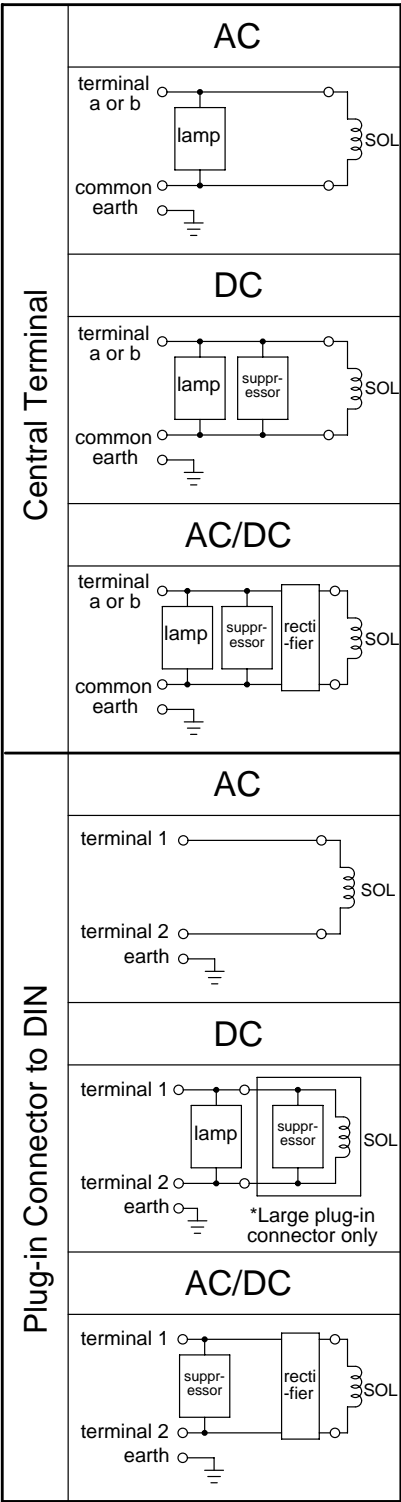 Central Terminal
AC
terminal
a or b
lamp
SOL
common
earth
DC
terminal
a or b
lamp
suppr-
essor
SOL
common
earth
AC/DC
terminal
a or b
lamp
suppr-
essor
recti
-fier
SOL
common
earth
Plug-in Connector to DIN
AC
terminal 1
SOL
terminal 2
earth
DC
terminal 1
lamp
suppr-
essor
SOL
terminal 2
earth
*Large plug-in
connector only
AC/DC
terminal 1
suppr-
essor
recti
-fier
SOL
terminal 2
earth